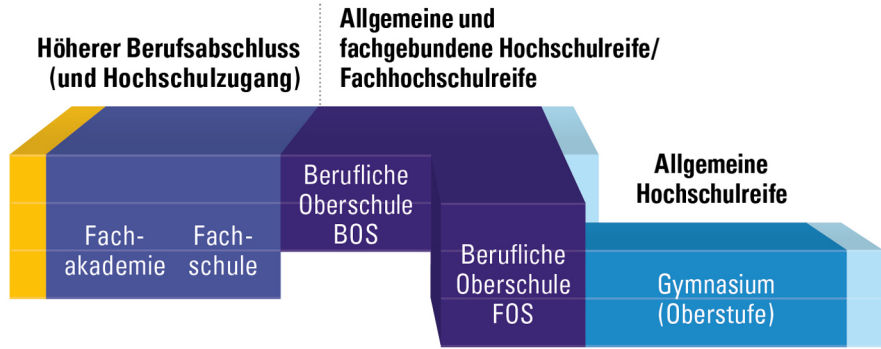 Höherer Berufsabschluss
(und Hochschulzugang)
Allgemeine und
fachgebundene Hochschulreife/
Fachhochschulreife
Allgemeine
Hochschulreife
Fach-
akademie
Fach-
schule
Berufliche
Oberschule
BOS
Berufliche
Oberschule
FOS
Gymnasium
(Oberstufe)